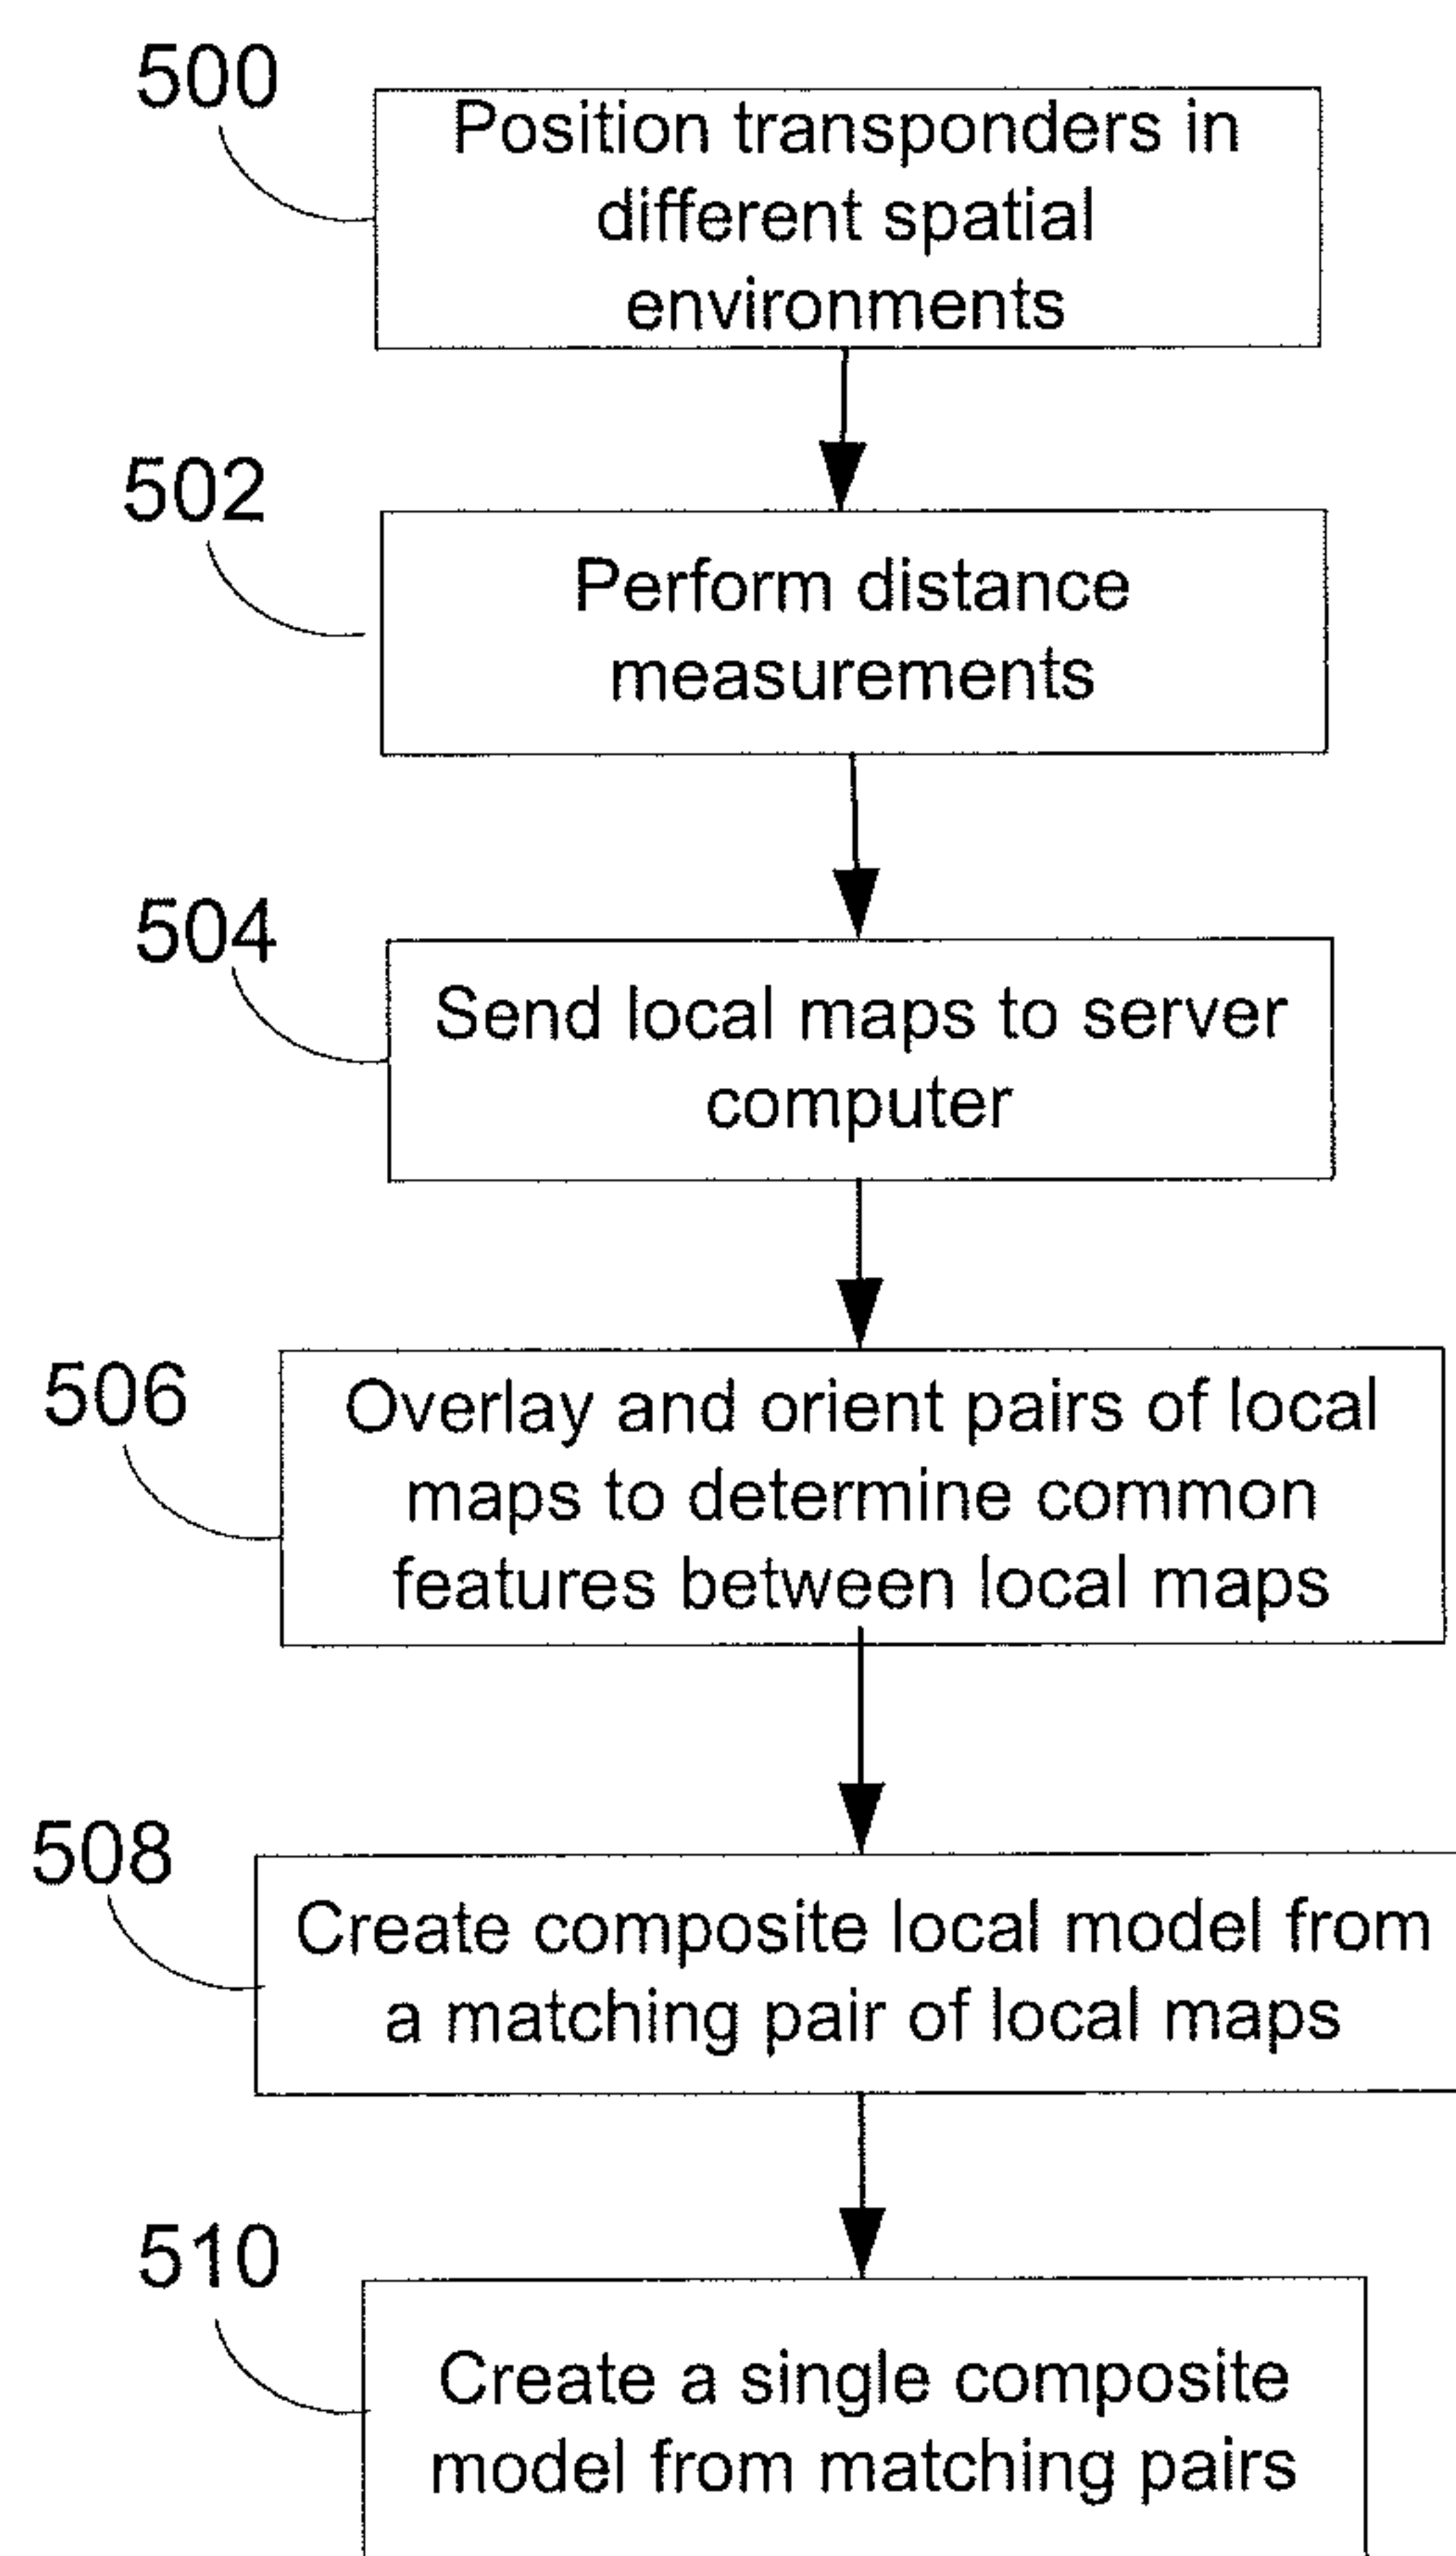 500
Position transponders in
different spatial
environments
502
Perform distance
measurements
504
Send local maps to server
computer
506
Overlay and orient pairs of local
maps to determine common
features between local maps
508
Create composite local model from
a matching pair of local maps
510
Create a single composite
model from matching pairs